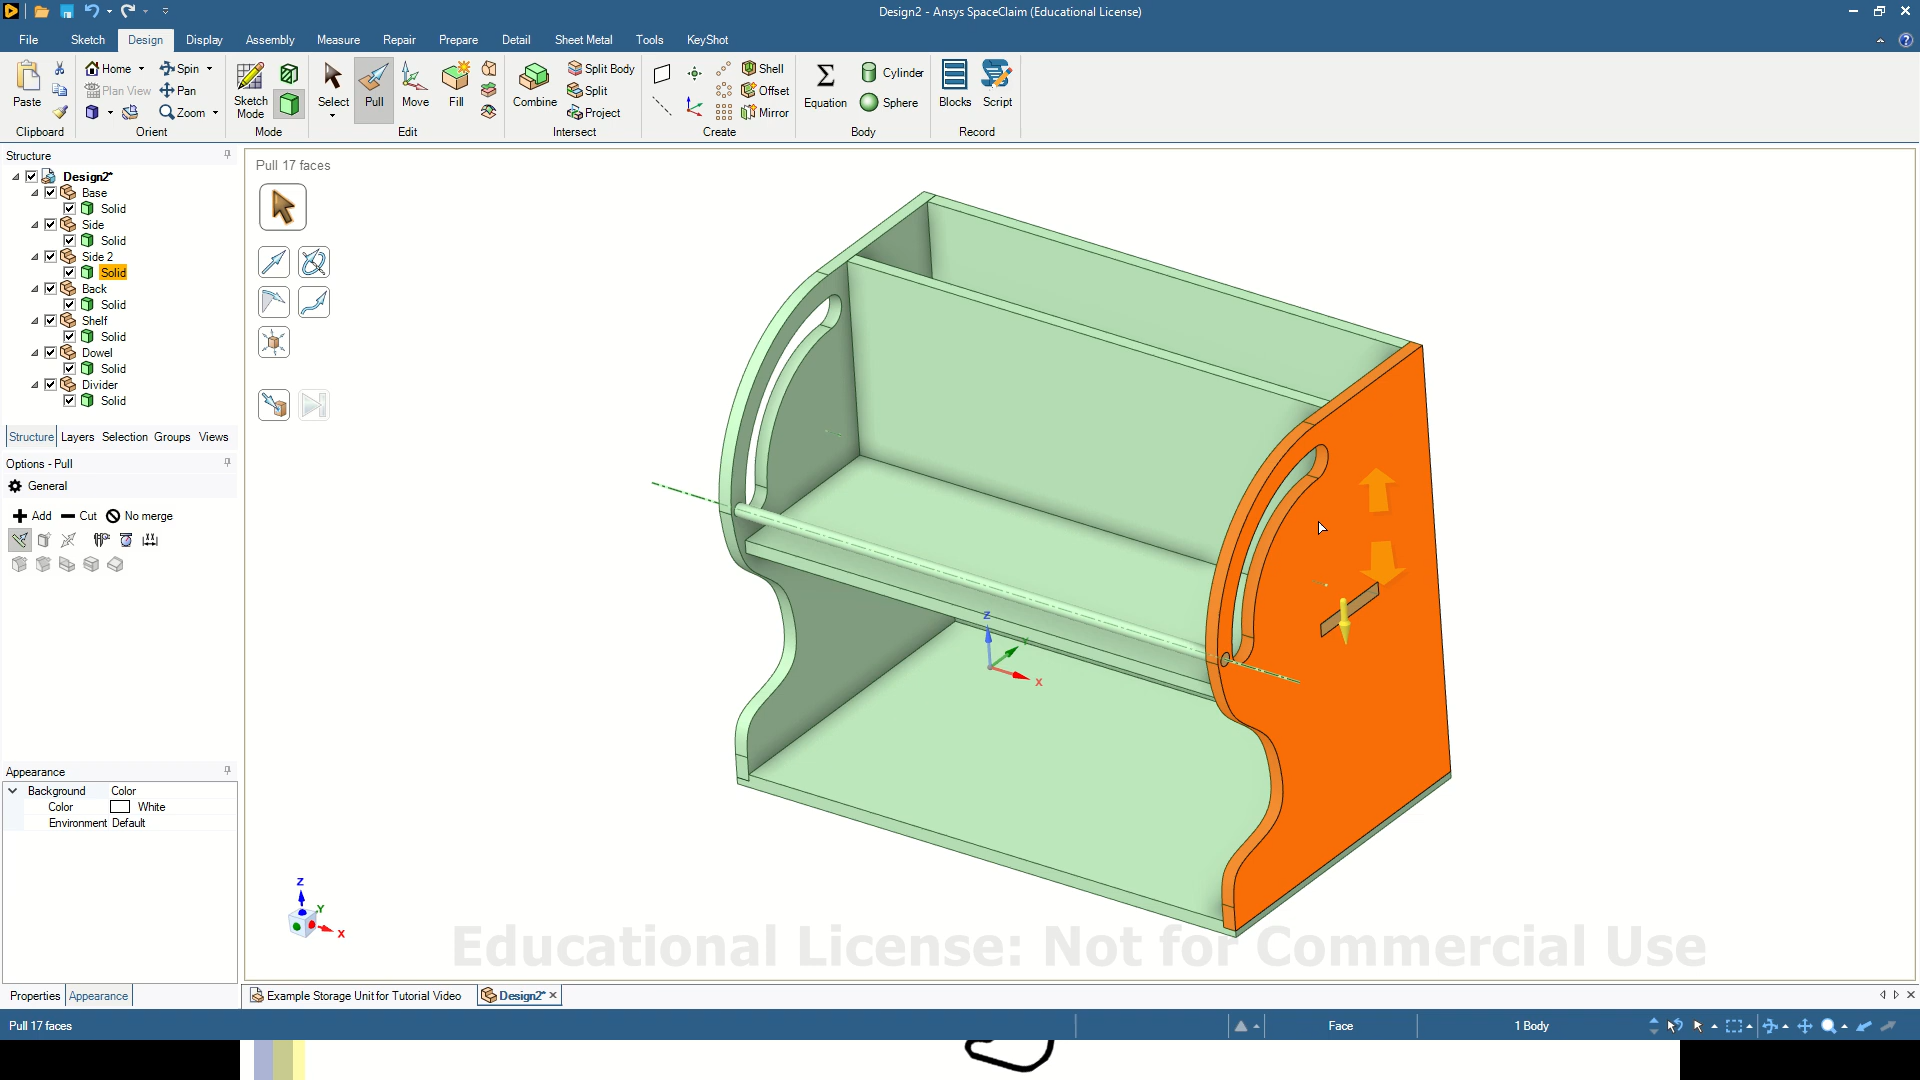 Design2 - Ansys SpaceClaim (Educational License)
File Sketch Design Display Assembly Measure Repair Prepare Detail Sheet Metal Tools KeyShot
Paste
Clipboard
Home
Spin
Plan View
Pan
Zoom
Orient
Sketch
Mode
Mode
Select
Pull
Move
Fill
Edit
Combine
Split Body
Split
Project
Intersect
Shell
Offset
Mirror
Create
Equation
Cylinder
Sphere
Body
Blocks
Script
Record
Structure
Design2*
Base
Solid
Side
Solid
Side 2
Solid
Back
Solid
Shelf
Solid
Dowel
Solid
Divider
Solid
Structure Layers Selection Groups Views
Options - Pull
General
Add Cut No merge
Appearance
Background Color
Color White
Environment Default
Properties Appearance
Pull 17 faces
Z
Y
X
Z
X
Educational License: Not for Commercial Use
Example Storage Unit for Tutorial Video
Design2*
Pull 17 faces
Face
1 Body